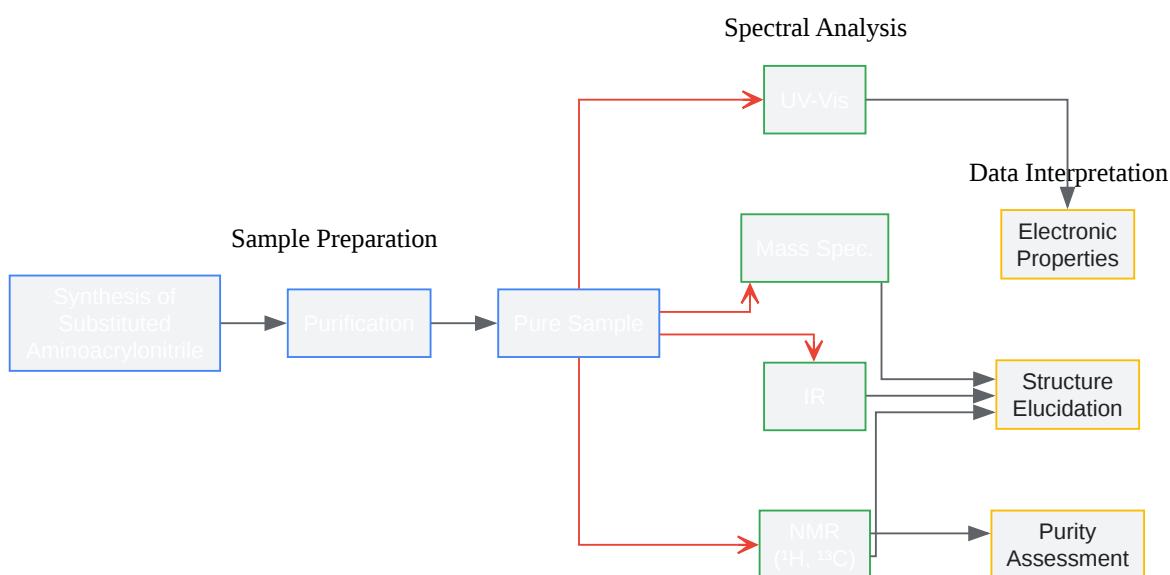 Spectral Analysis
UV-Vis
Data Interpretation
Electronic
Properties
Sample Preparation
Mass Spec.
Synthesis of
Substituted
Aminoacrylonitrile
Purification
Pure Sample
IR
Structure
Elucidation
NMR
(¹H, ¹³C)
Purity
Assessment